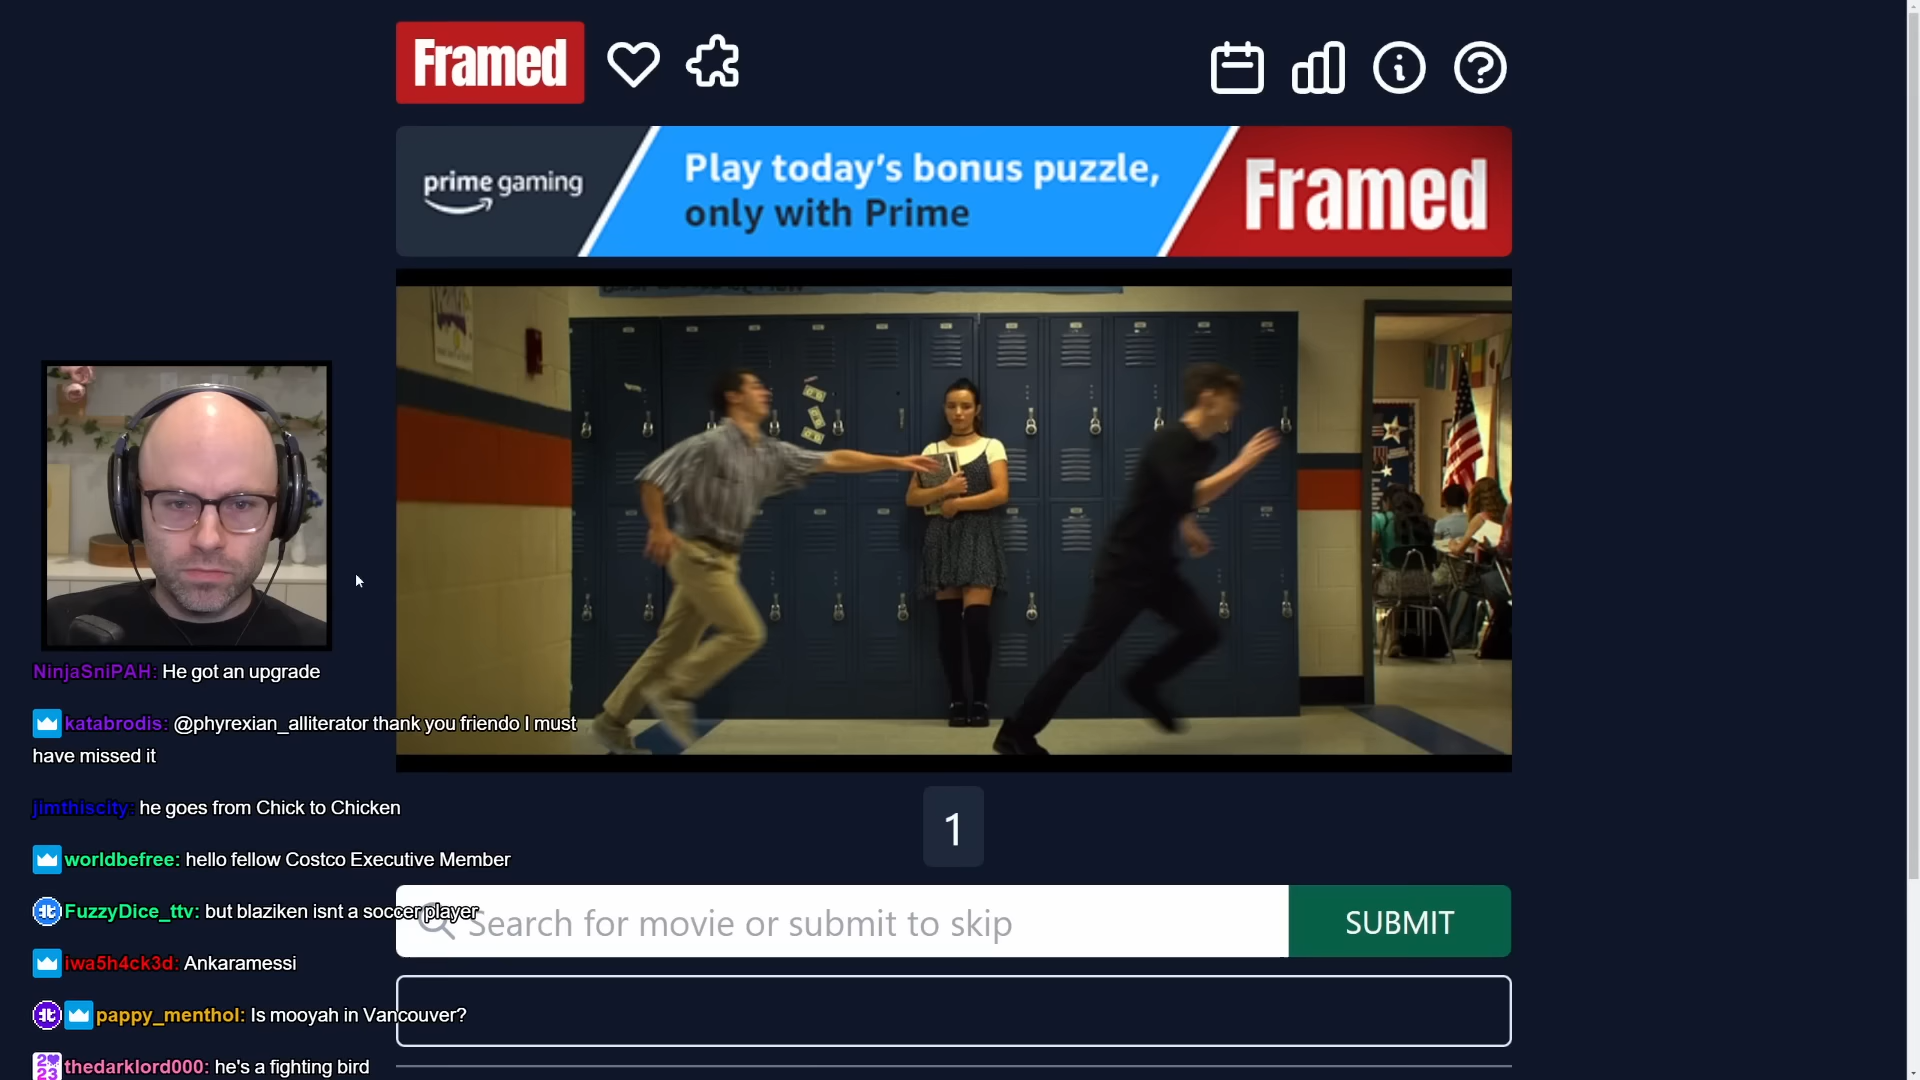 Framed
prime gaming
Play today's bonus puzzle,
only with Prime
Framed
1
Search for movie or submit to skip
SUBMIT
NinjaSniPAH: He got an upgrade
katabrodis: @phyrexian_alliterator thank you friendo I must
have missed it
jimthiscity: he goes from Chick to Chicken
worldbefree: hello fellow Costco Executive Member
FuzzyDice_ttv: but blaziken isnt a soccer player
iwa5h4ck3d: Ankaramessi
pappy_menthol: Is mooyah in Vancouver?
thedarklord000: he's a fighting bird